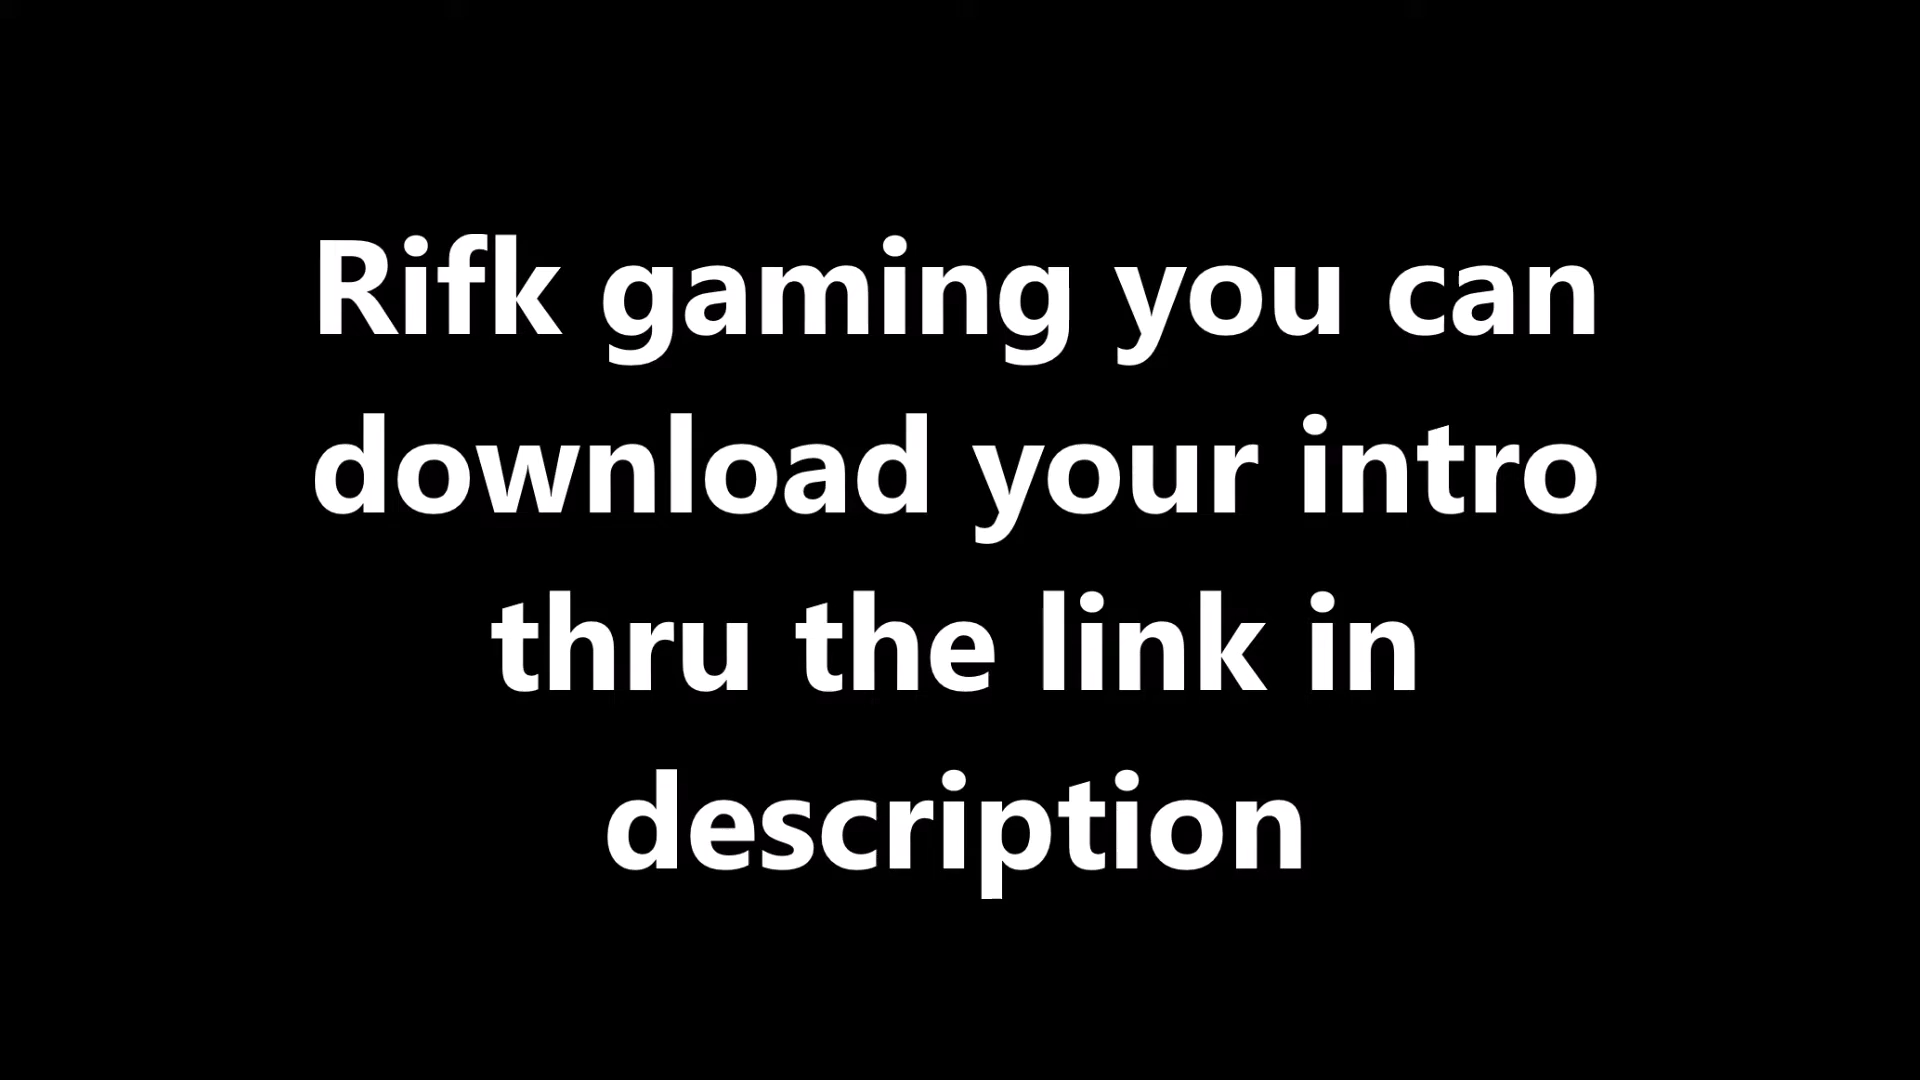 Rifk gaming you can
download your intro
thru the link in
description